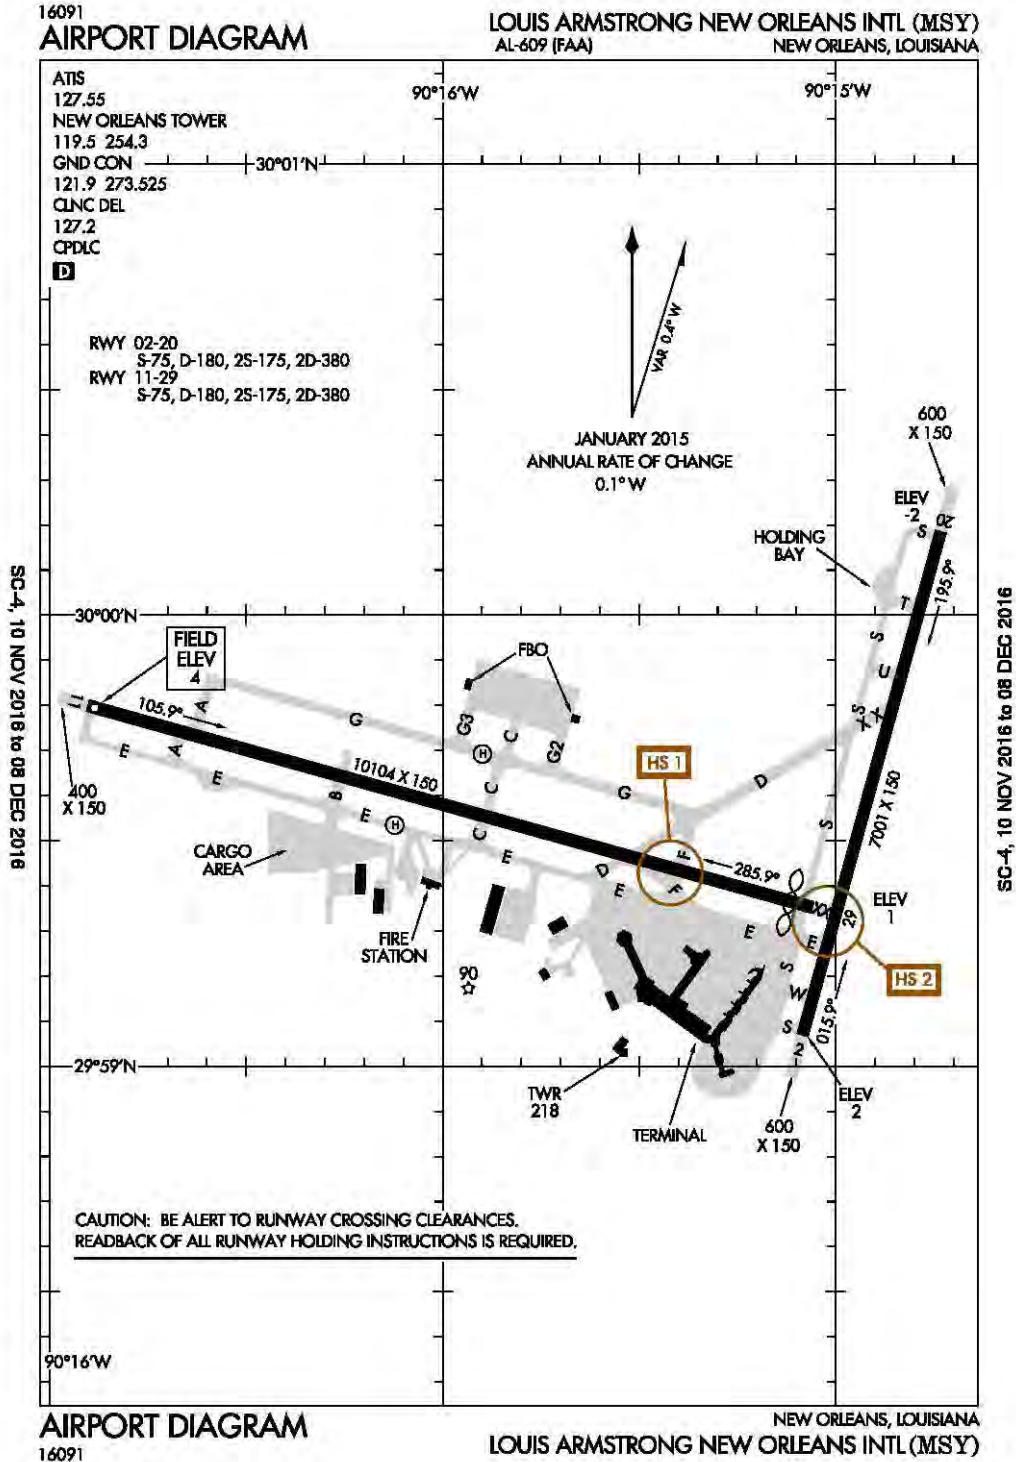 16091
AIRPORT DIAGRAM
LOUIS ARMSTRONG NEW ORLEANS INTL (MSY)
AL-609 (FAA)
NEW ORLEANS, LOUISIANA
ATIS
127.55
NEW ORLEANS TOWER
119.5 254.3
GND CON
121.9 273.525
CLNC DEL
127.2
CPDLC
D
90°16'W
90°15'W
30°01'N
RWY 02-20
S-75, D-180, 2S-175, 2D-380
RWY 11-29
S-75, D-180, 2S-175, 2D-380
VAR 0.4° W
JANUARY 2015
ANNUAL RATE OF CHANGE
0.1° W
600
X 150
ELEV
-2
20
S
HOLDING
BAY
195.9°
T
S
U
30°00'N
FIELD
ELEV
4
FBO
11
105.9°
A
G
G3
C
G2
H
S
X
X
E
A
E
10104 X 150
HS 1
D
400
X 150
B
E
H
C
C
G
S
7001 X 150
CARGO
AREA
E
D
E
F
F
285.9°
XX
29
ELEV
1
E
E
FIRE
STATION
90
HS 2
S
W
S
2
015.9°
29°59'N
TWR
218
TERMINAL
ELEV
2
600
X 150
CAUTION: BE ALERT TO RUNWAY CROSSING CLEARANCES.
READBACK OF ALL RUNWAY HOLDING INSTRUCTIONS IS REQUIRED.
90°16'W
SC-4, 10 NOV 2016 to 08 DEC 2016
SC-4, 10 NOV 2016 to 08 DEC 2016
AIRPORT DIAGRAM
16091
NEW ORLEANS, LOUISIANA
LOUIS ARMSTRONG NEW ORLEANS INTL (MSY)